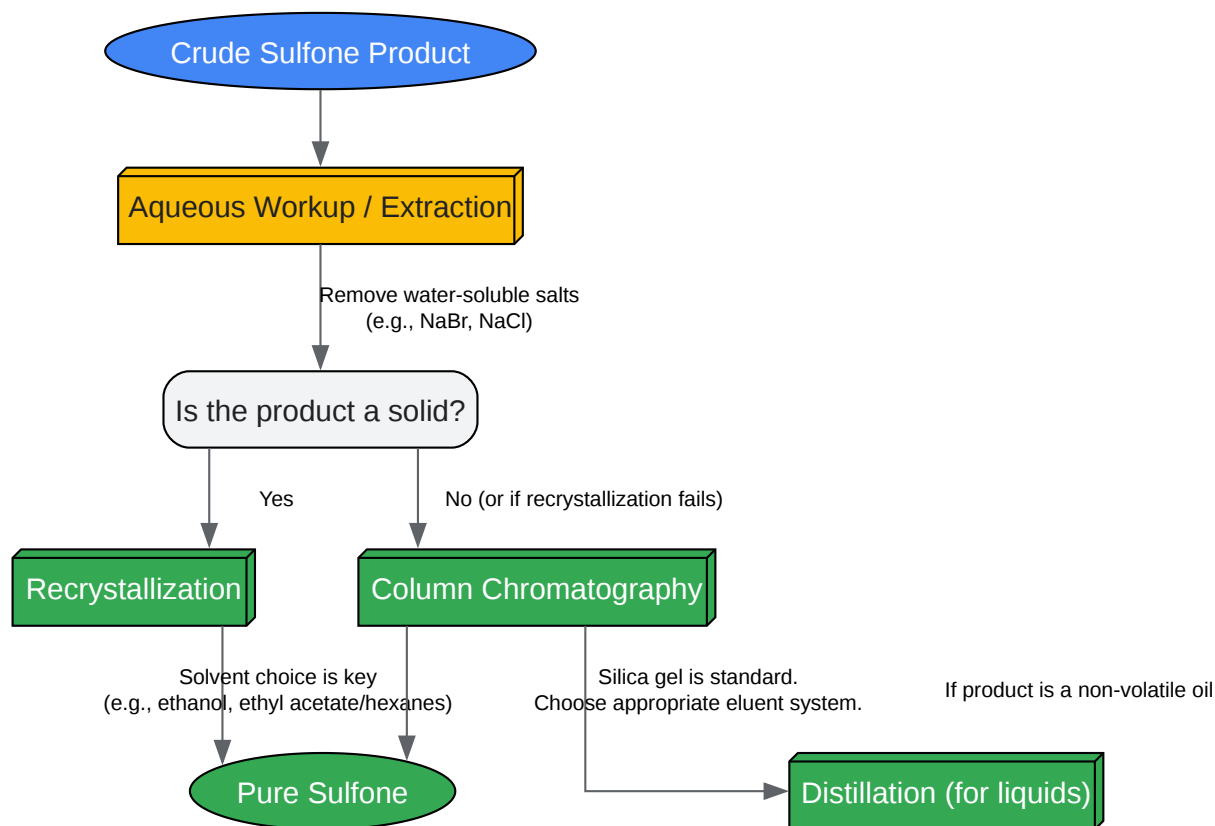 Crude Sulfone Product
Aqueous Workup / Extraction
Remove water-soluble salts
(e.g., NaBr, NaCl)
Is the product a solid?
Yes
No (or if recrystallization fails)
Recrystallization
Column Chromatography
Solvent choice is key
(e.g., ethanol, ethyl acetate/hexanes)
Silica gel is standard.
Choose appropriate eluent system.
If product is a non-volatile oil
Pure Sulfone
Distillation (for liquids)